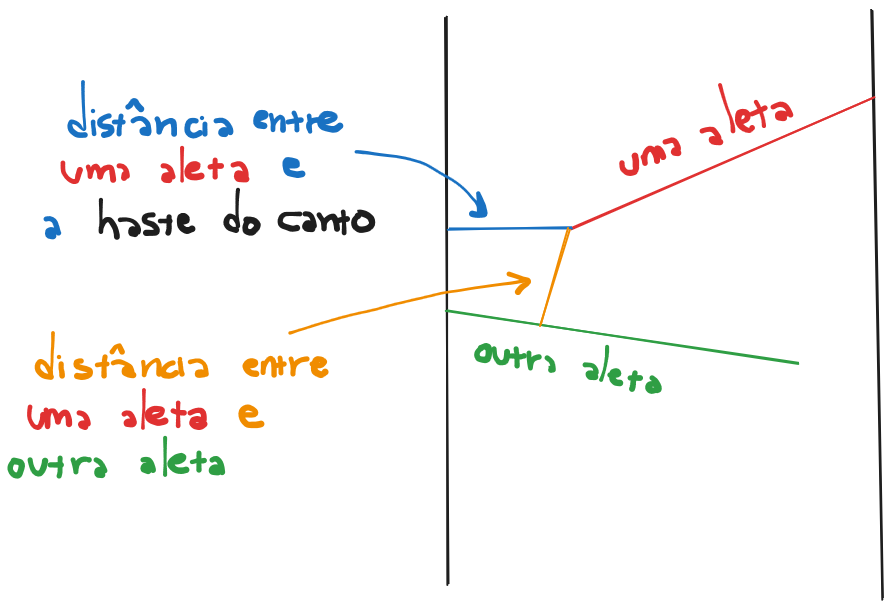 distância entre
uma aleta e
a haste do canto
uma aleta
outra aleta
distância entre
uma aleta e
outra aleta